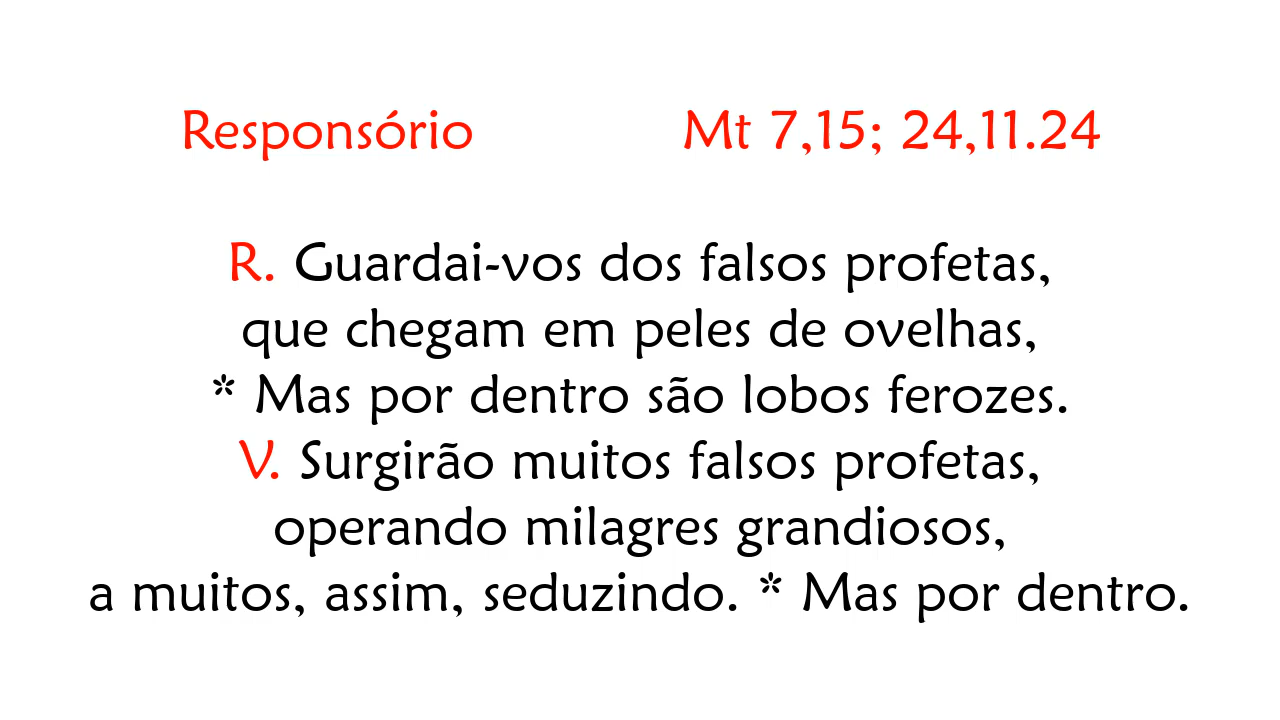 Responsório Mt 7,15; 24,11.24
R. Guardai-vos dos falsos profetas,
que chegam em peles de ovelhas,
* Mas por dentro são lobos ferozes.
V. Surgirão muitos falsos profetas,
operando milagres grandiosos,
a muitos, assim, seduzindo. * Mas por dentro.